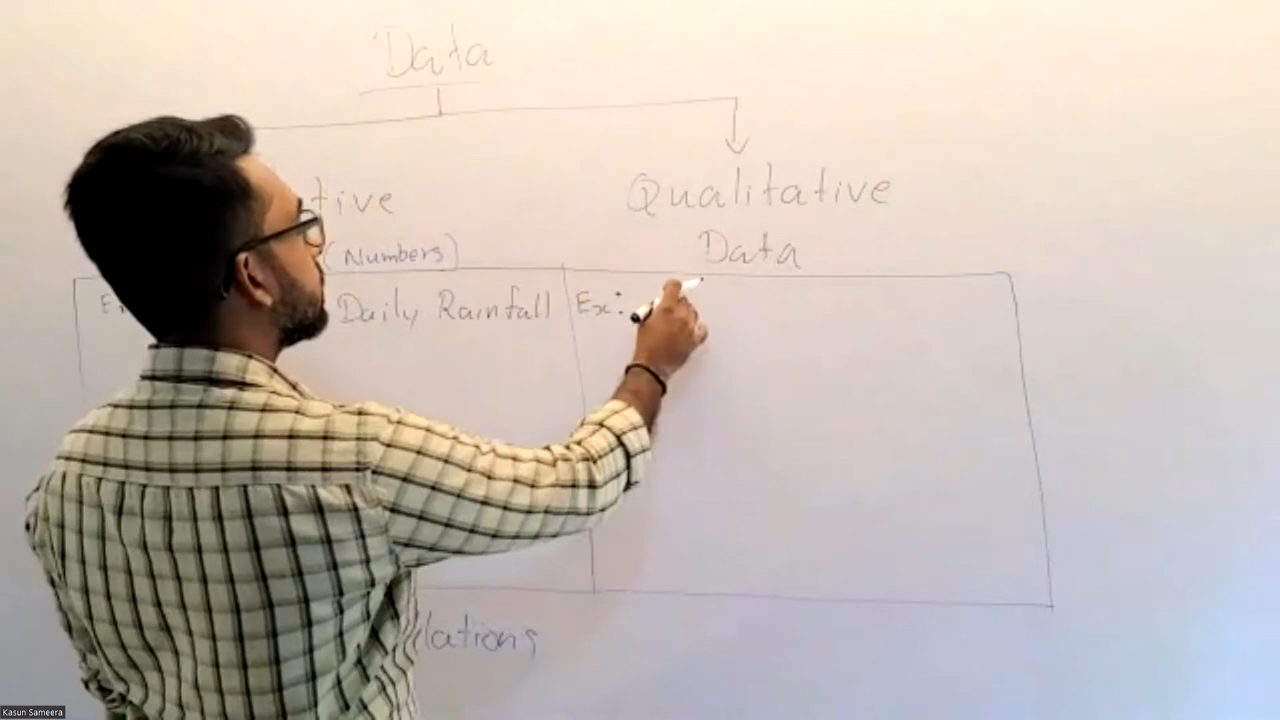 Data
tive
Qualitative
(Numbers)
Data
Daily Rainfall
Ex:
lations
Kasun Sameera